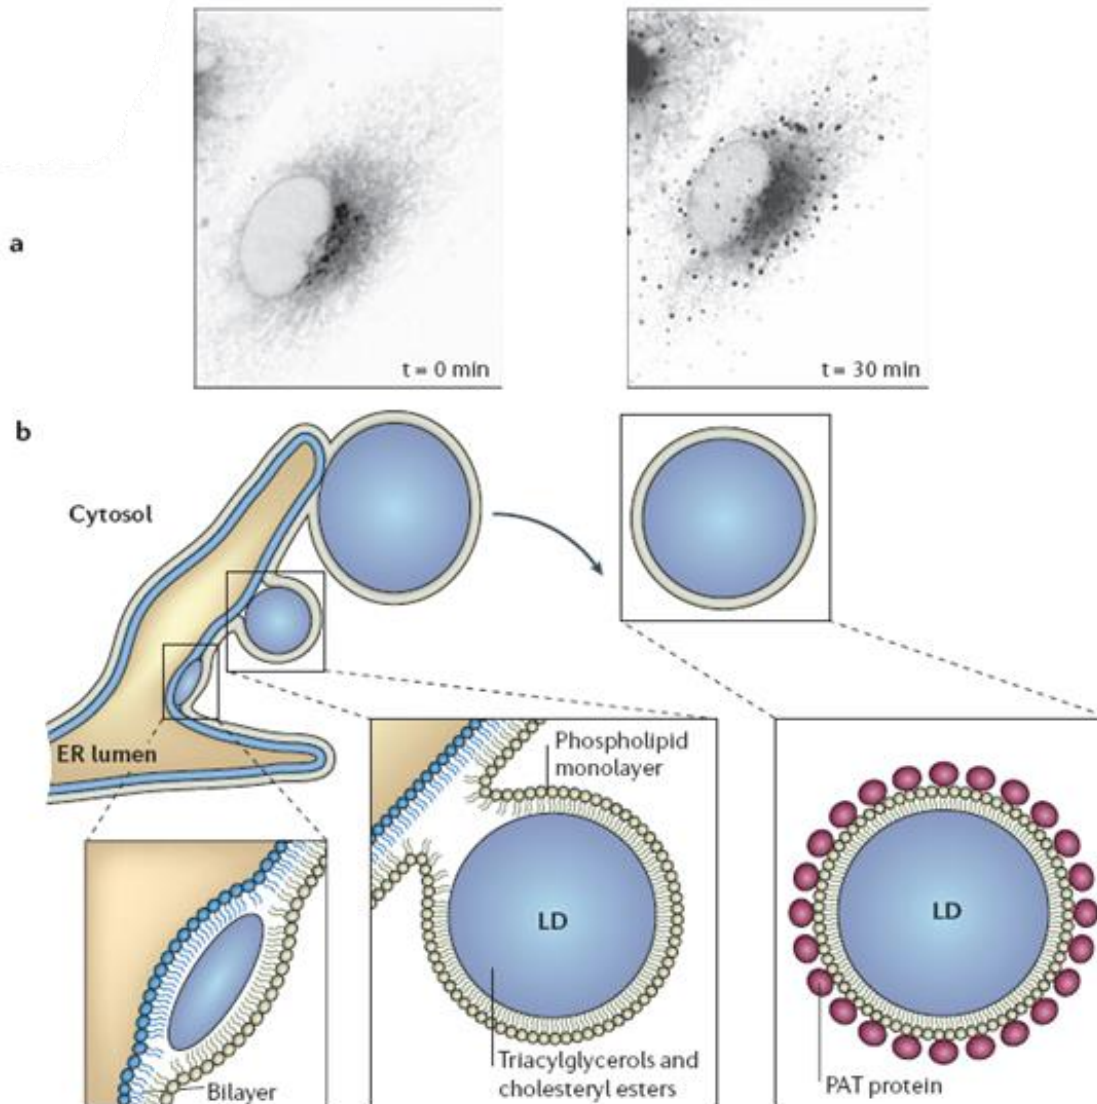 a
t = 0 min
t = 30 min
b
Cytosol
ER lumen
Phospholipid
monolayer
LD
Triacylglycerols and
cholesteryl esters
Bilayer
LD
PAT protein